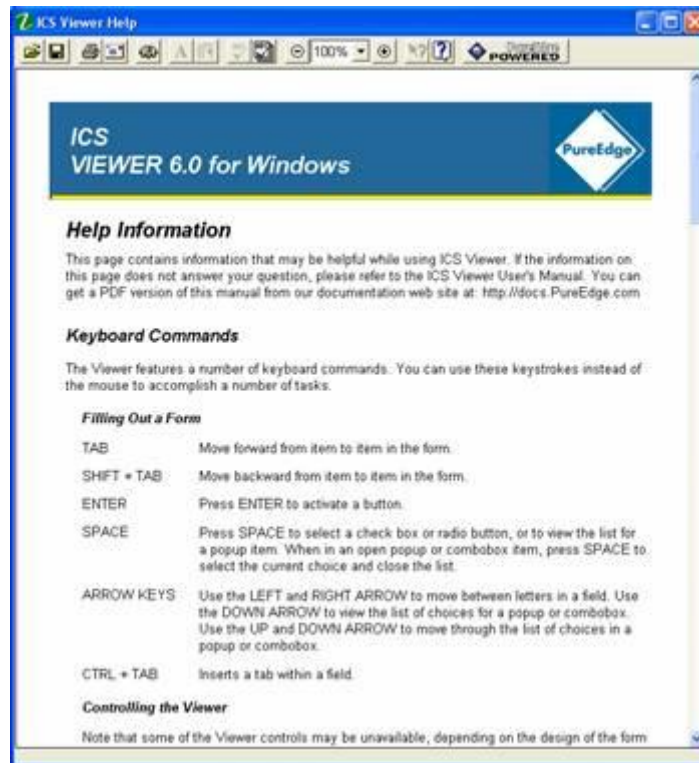 ICS Viewer Help
100%
POWERED
ICS
VIEWER 6.0 for Windows
PureEdge
Help Information
This page contains information that may be helpful while using ICS Viewer. If the information on
this page does not answer your question, please refer to the ICS Viewer User's Manual. You can
get a PDF version of this manual from our documentation web site at: http://docs.PureEdge.com
Keyboard Commands
The Viewer features a number of keyboard commands. You can use these keystrokes instead of
the mouse to accomplish a number of tasks.
Filling Out a Form
TAB Move forward from item to item in the form.
SHIFT + TAB Move backward from item to item in the form.
ENTER Press ENTER to activate a button.
SPACE Press SPACE to select a check box or radio button, or to view the list for
a popup item. When in an open popup or combobox item, press SPACE to
select the current choice and close the list.
ARROW KEYS Use the LEFT and RIGHT ARROW to move between letters in a field. Use
the DOWN ARROW to view the list of choices for a popup or combobox.
Use the UP and DOWN ARROW to move through the list of choices in a
popup or combobox.
CTRL + TAB Inserts a tab within a field.
Controlling the Viewer
Note that some of the Viewer controls may be unavailable, depending on the design of the form